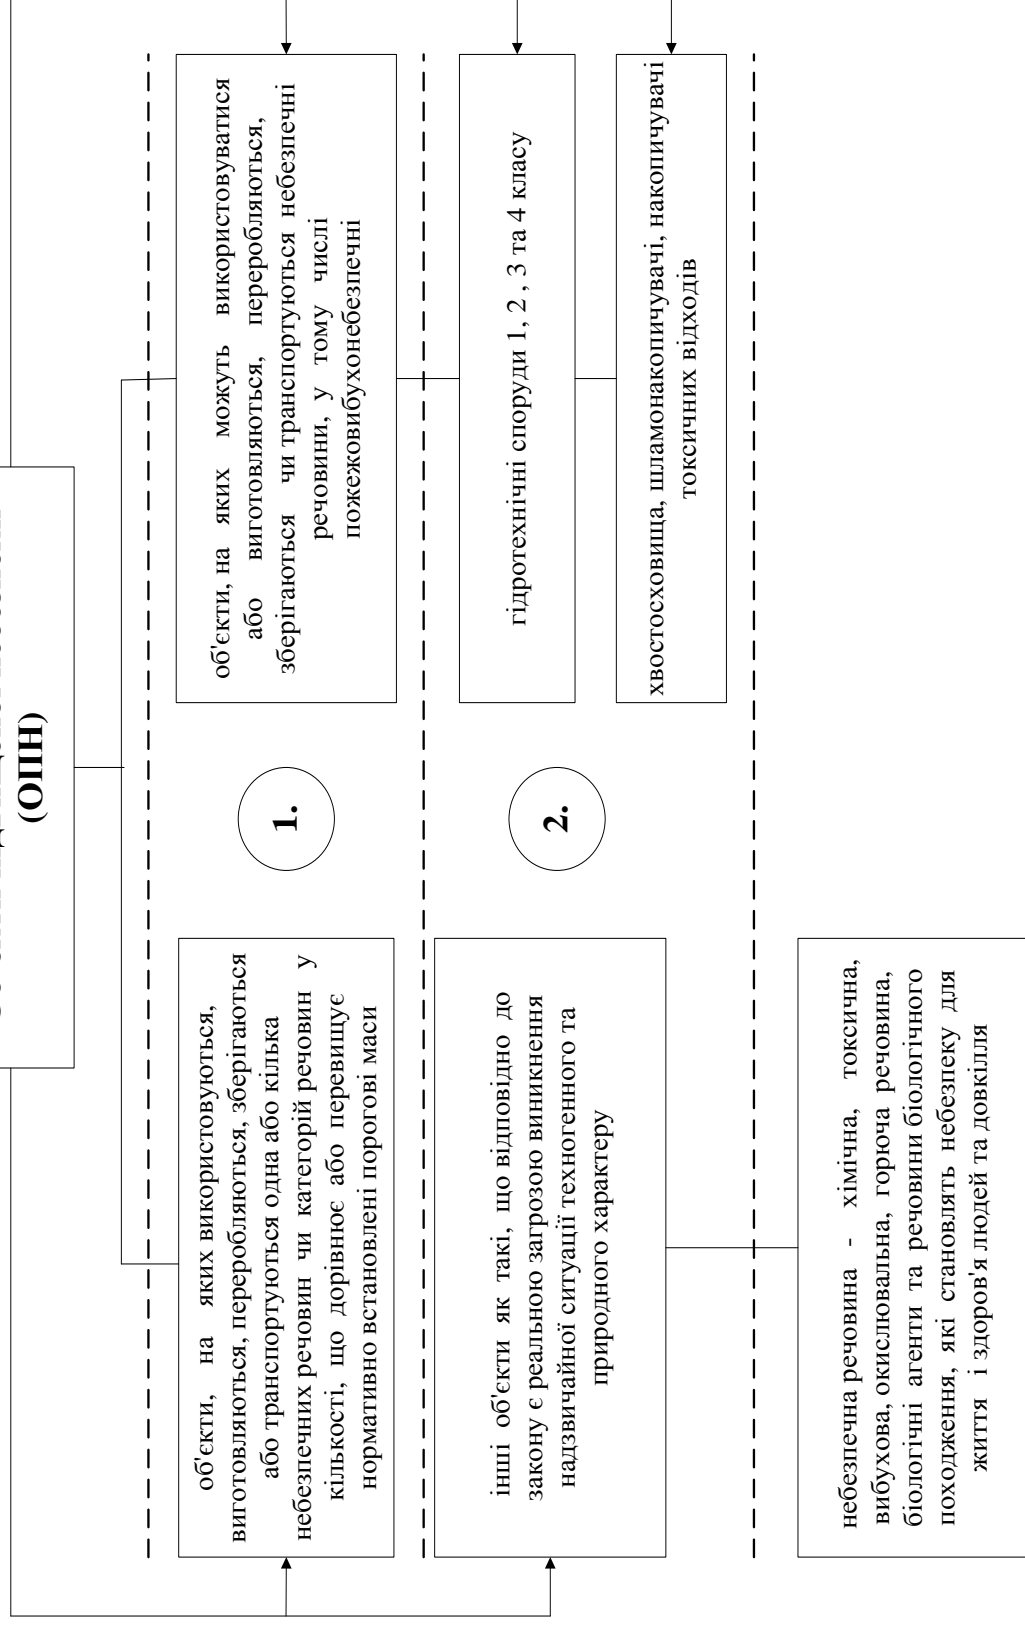 (ОПН)
об'єкти, на яких використовуються,
виготовляються, переробляються, зберігаються
або транспортуються одна або кілька
небезпечних речовин чи категорій речовин у
кількості, що дорівнює або перевищує
нормативно встановлені порогові маси
1.
об'єкти, на яких можуть використовуватися
або виготовляються, переробляються,
зберігаються чи транспортуються небезпечні
речовини, у тому числі
пожежовибухонебезпечні
інші об'єкти як такі, що відповідно до
закону є реальною загрозою виникнення
надзвичайної ситуації техногенного та
природного характеру
2.
гідротехнічні споруди 1, 2 , 3 та 4 класу
хвостосховища, шламонакопичувачі, накопичувачі
токсичних відходів
небезпечна речовина - хімічна, токсична,
вибухова, окислювальна, горюча речовина,
біологічні агенти та речовини біологічного
походження, які становлять небезпеку для
життя і здоров'я людей та довкілля